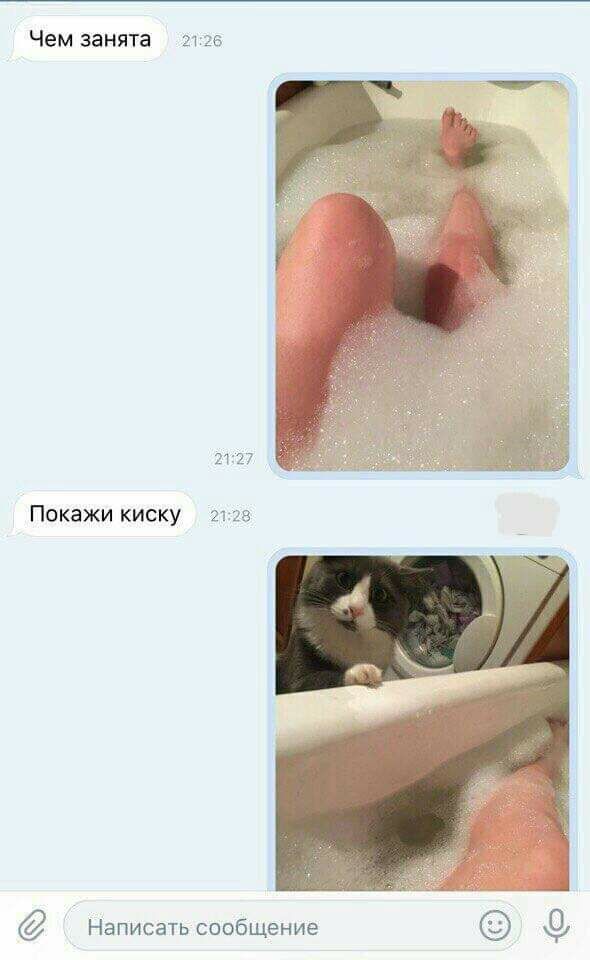 Чем занята
21:26
21:27
Покажи киску
21:28
Написать сообщение